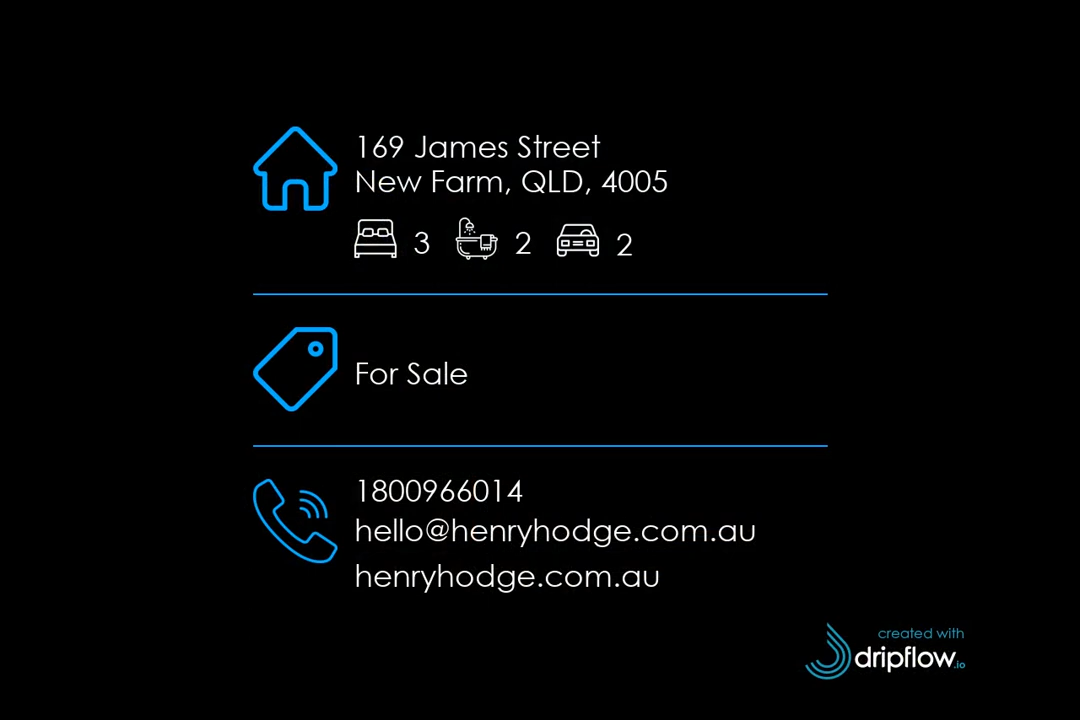 169 James Street
New Farm, QLD, 4005
3 2 2
For Sale
1800966014
hello@henryhodge.com.au
henryhodge.com.au
created with
dripflow.io